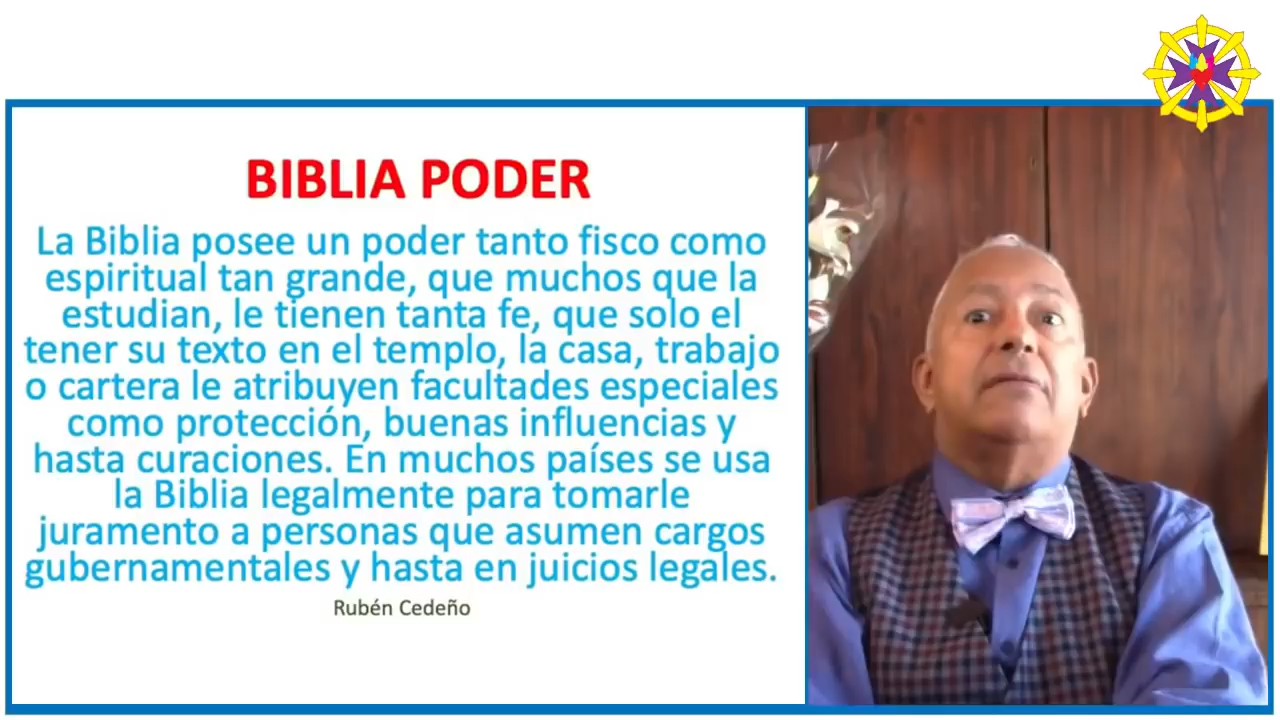 BIBLIA PODER
La Biblia posee un poder tanto fisco como
espiritual tan grande, que muchos que la
estudian, le tienen tanta fe, que solo el
tener su texto en el templo, la casa, trabajo
o cartera le atribuyen facultades especiales
como protección, buenas influencias y
hasta curaciones. En muchos países se usa
la Biblia legalmente para tomarle
juramento a personas que asumen cargos
gubernamentales y hasta en juicios legales.
Rubén Cedeño